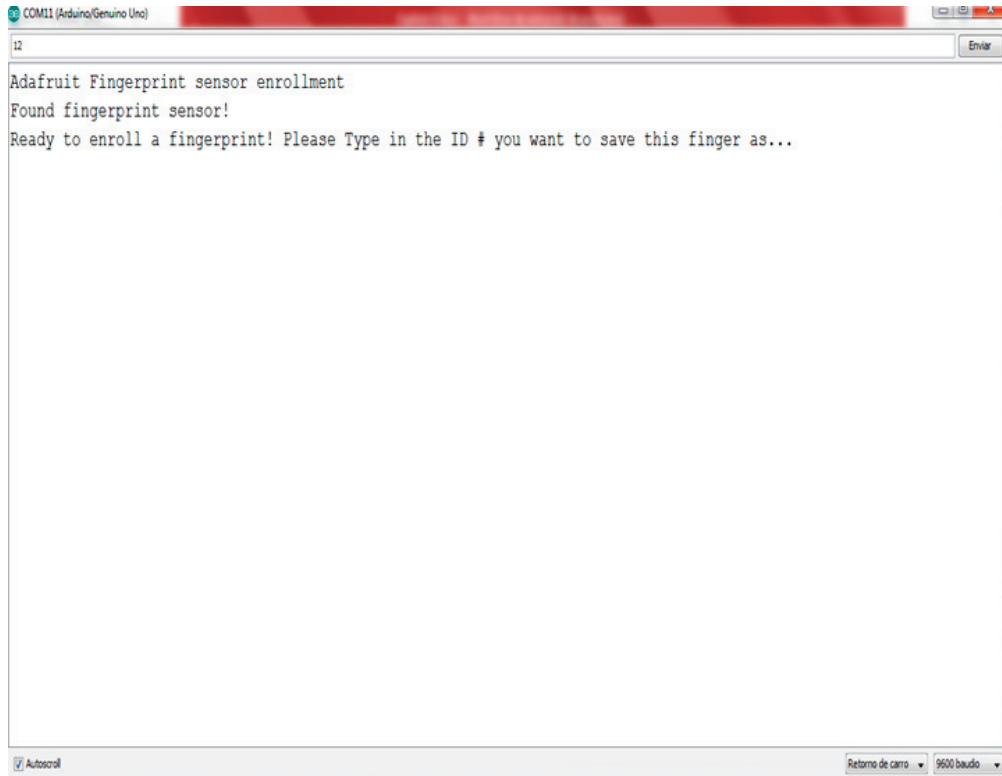 COM11 (Arduino/Genuino Uno)
12
Enviar
Adafruit Fingerprint sensor enrollment
Found fingerprint sensor!
Ready to enroll a fingerprint! Please Type in the ID # you want to save this finger as...
Autoscroll
Retorno de carro
9600 baudio